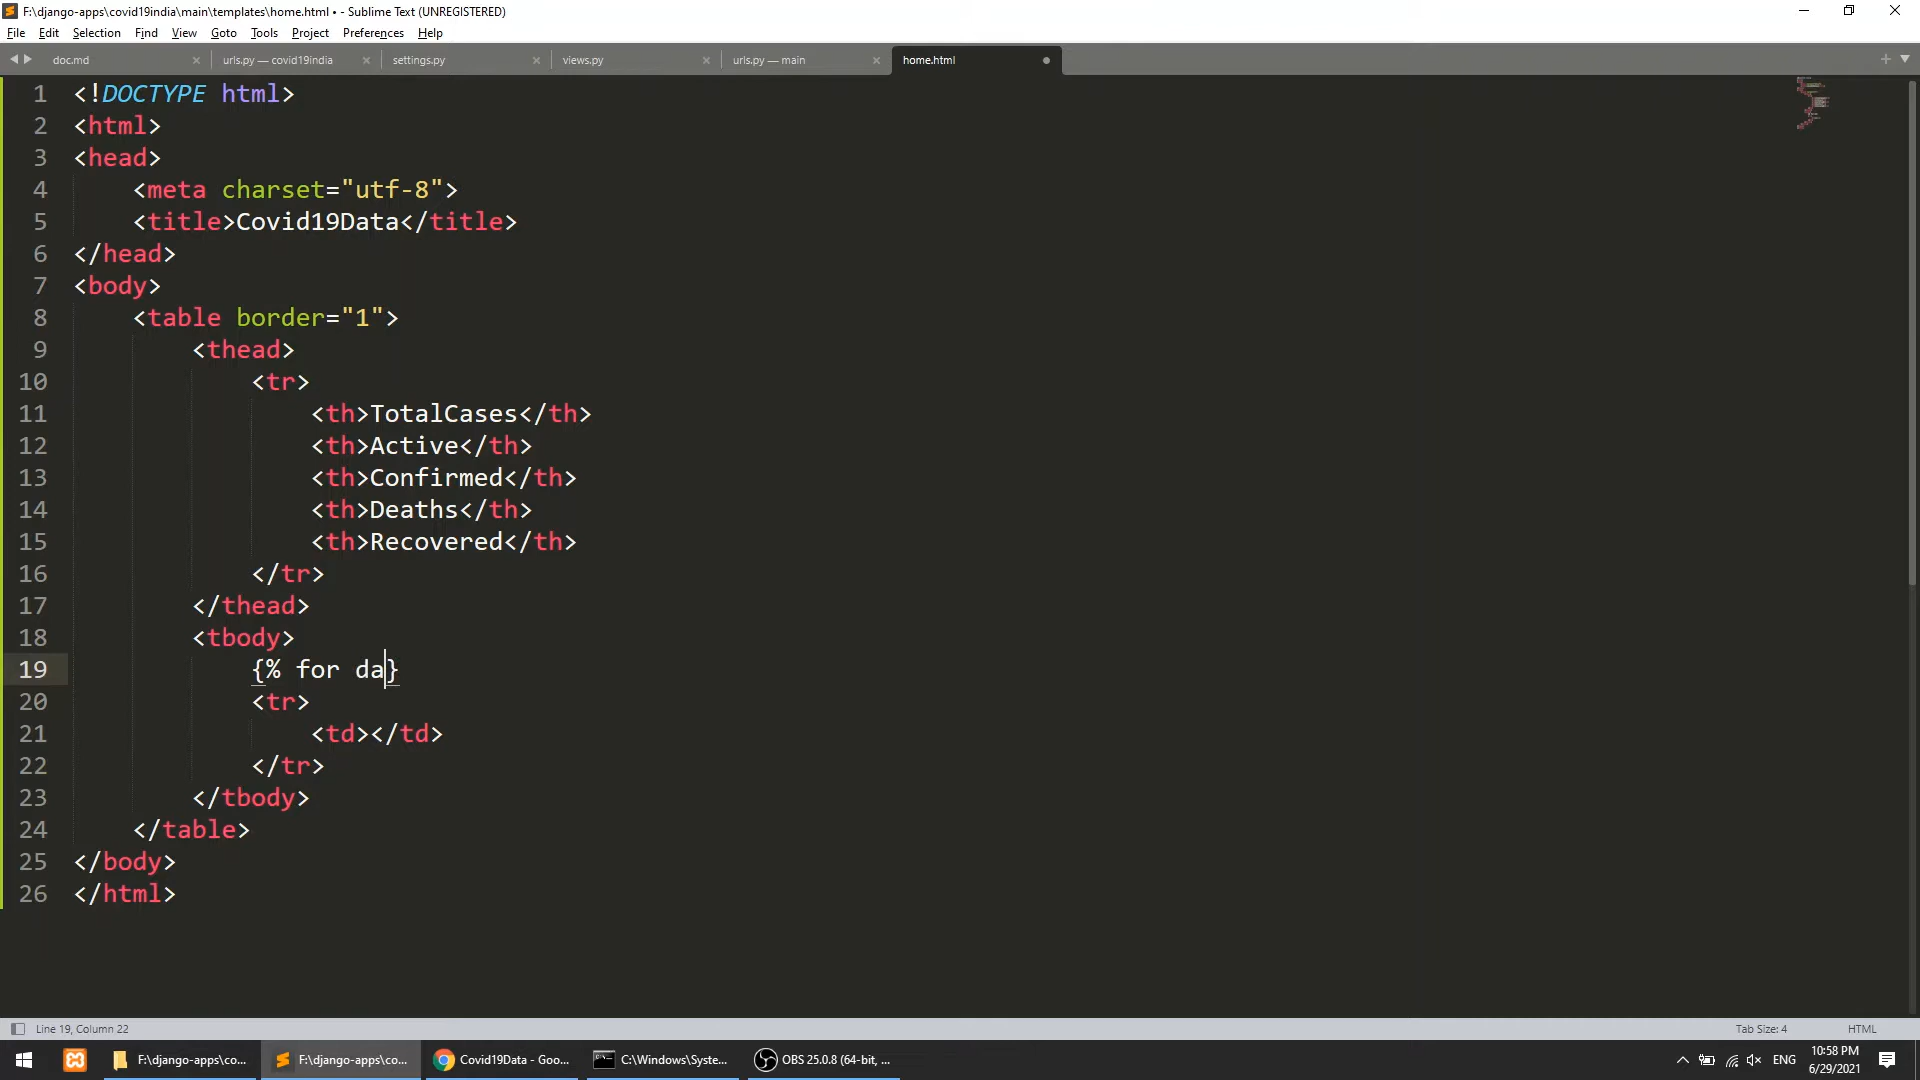 F:\django-apps\covid19india\main\templates\home.html • - Sublime Text (UNREGISTERED)
File Edit Selection Find View Goto Tools Project Preferences Help
doc.md × urls.py — covid19india × settings.py × views.py × urls.py — main × home.html
1 <!DOCTYPE html>
2 <html>
3 <head>
4 <meta charset="utf-8">
5 <title>Covid19Data</title>
6 </head>
7 <body>
8 <table border="1">
9 <thead>
10 <tr>
11 <th>TotalCases</th>
12 <th>Active</th>
13 <th>Confirmed</th>
14 <th>Deaths</th>
15 <th>Recovered</th>
16 </tr>
17 </thead>
18 <tbody>
19 {% for da}
20 <tr>
21 <td></td>
22 </tr>
23 </tbody>
24 </table>
25 </body>
26 </html>
Line 19, Column 22 Tab Size: 4 HTML
F:\django-apps\co... F:\django-apps\co... Covid19Data - Goo... C:\Windows\Syste... OBS 25.0.8 (64-bit, ... ENG 10:58 PM
6/29/2021